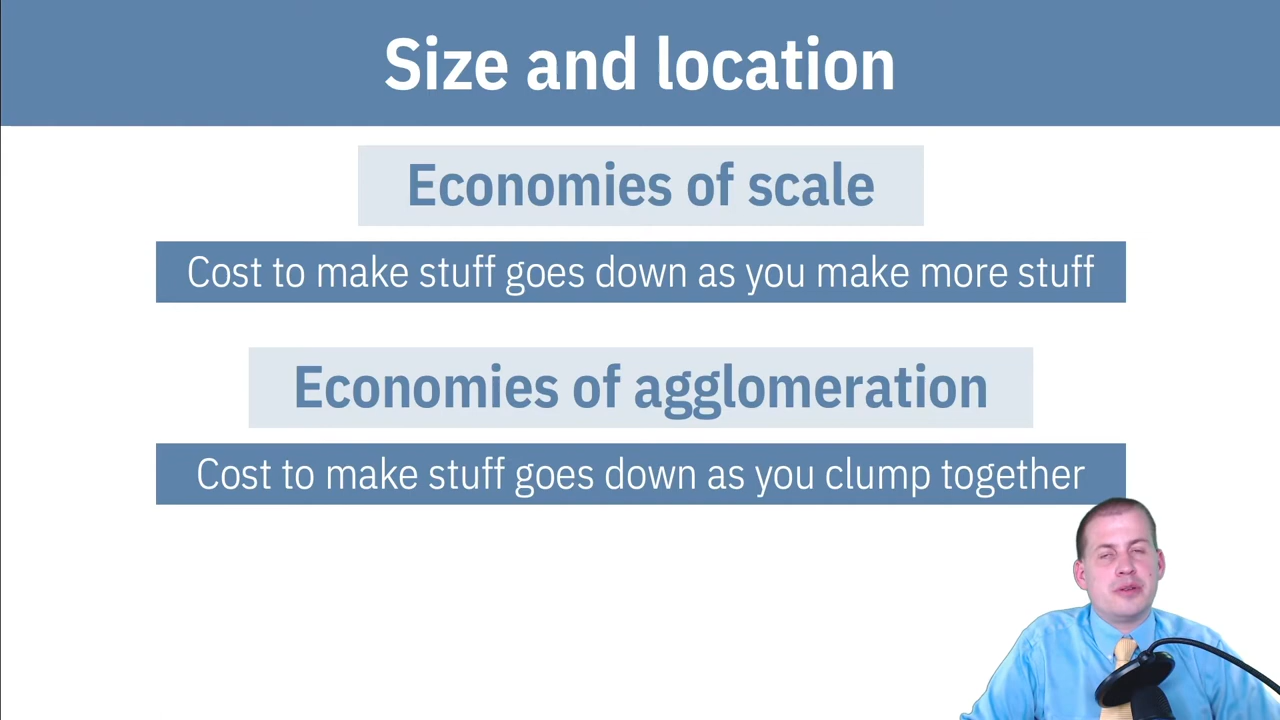 Size and location
Economies of scale
Cost to make stuff goes down as you make more stuff
Economies of agglomeration
Cost to make stuff goes down as you clump together